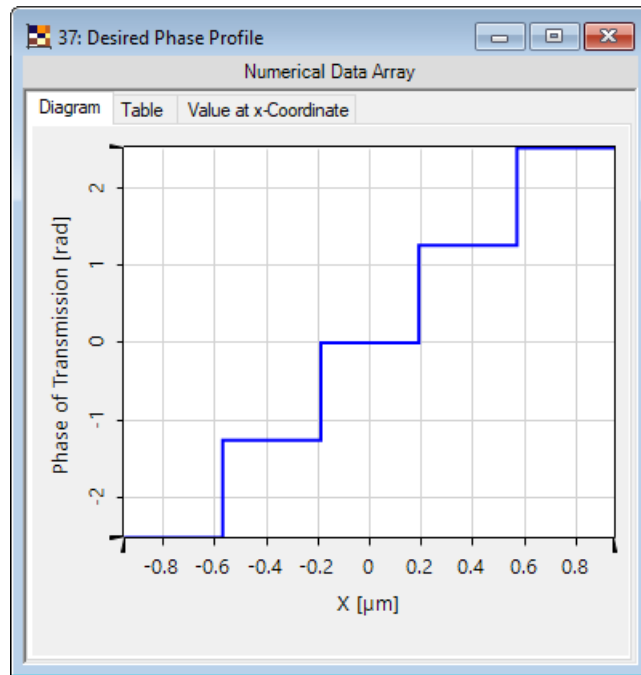 37: Desired Phase Profile
Numerical Data Array
Diagram Table Value at x-Coordinate
Phase of Transmission [rad]
2
1
0
-1
-2
-0.8 -0.6 -0.4 -0.2 0 0.2 0.4 0.6 0.8
X [µm]